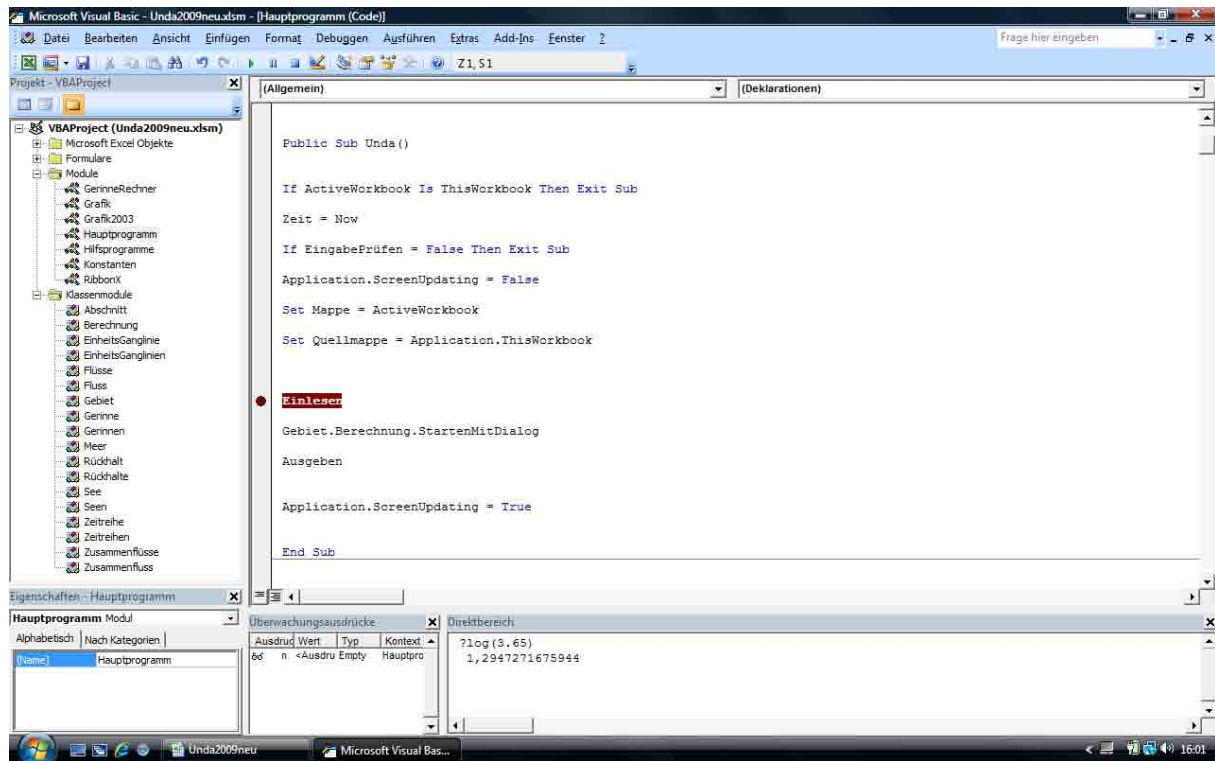 Microsoft Visual Basic - Unda2009neu.xlsm - [Hauptprogramm (Code)]
Datei Bearbeiten Ansicht Einfügen Format Debuggen Ausführen Extras Add-Ins Fenster ?
Frage hier eingeben
Z1, S1
Projekt - VBAProject
(Allgemein)
(Deklarationen)
VBAProject (Unda2009neu.xlsm)
Microsoft Excel Objekte
Formulare
Module
GerinneRechner
Grafik
Grafik2003
Hauptprogramm
Hilfsprogramme
Konstanten
RibbonX
Klassenmodule
Abschnitt
Berechnung
EinheitsGanglinie
EinheitsGanglinien
Flüsse
Fluss
Gebiet
Gerinne
Gerinnen
Meer
Rückhalt
Rückhalte
See
Seen
Zeitreihe
Zeitreihen
Zusammenflüsse
Zusammenfluss
Public Sub Unda()
If ActiveWorkbook Is ThisWorkbook Then Exit Sub
Zeit = Now
If EingabePrüfen = False Then Exit Sub
Application.ScreenUpdating = False
Set Mappe = ActiveWorkbook
Set Quellmappe = Application.ThisWorkbook
Einlesen
Gebiet.Berechnung.StartenMitDialog
Ausgeben
Application.ScreenUpdating = True
End Sub
Eigenschaften - Hauptprogramm
Hauptprogramm Modul
Alphabetisch Nach Kategorien
(Name) Hauptprogramm
Überwachungsausdrücke
Ausdruc Wert Typ Kontext
n <Ausdru Empty Hauptpro
Direktbereich
?log(3.65)
1,2947271675944
Unda2009neu
Microsoft Visual Bas...
16:01